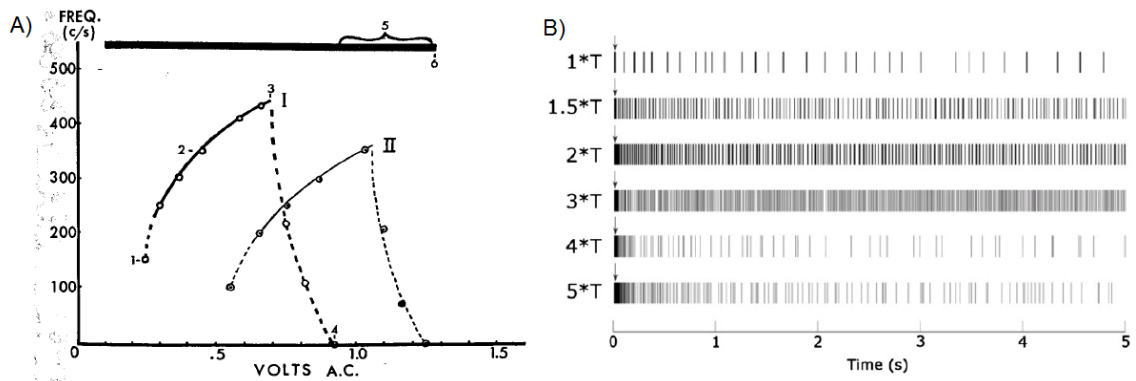 A)
FREQ.
(c/s)
500
400
300
200
100
0
.5
1.0
1.5
VOLTS A.C.
5
3
I
2-
II
1-
4
B)
1*T
1.5*T
2*T
3*T
4*T
5*T
0
1
2
3
4
5
Time (s)